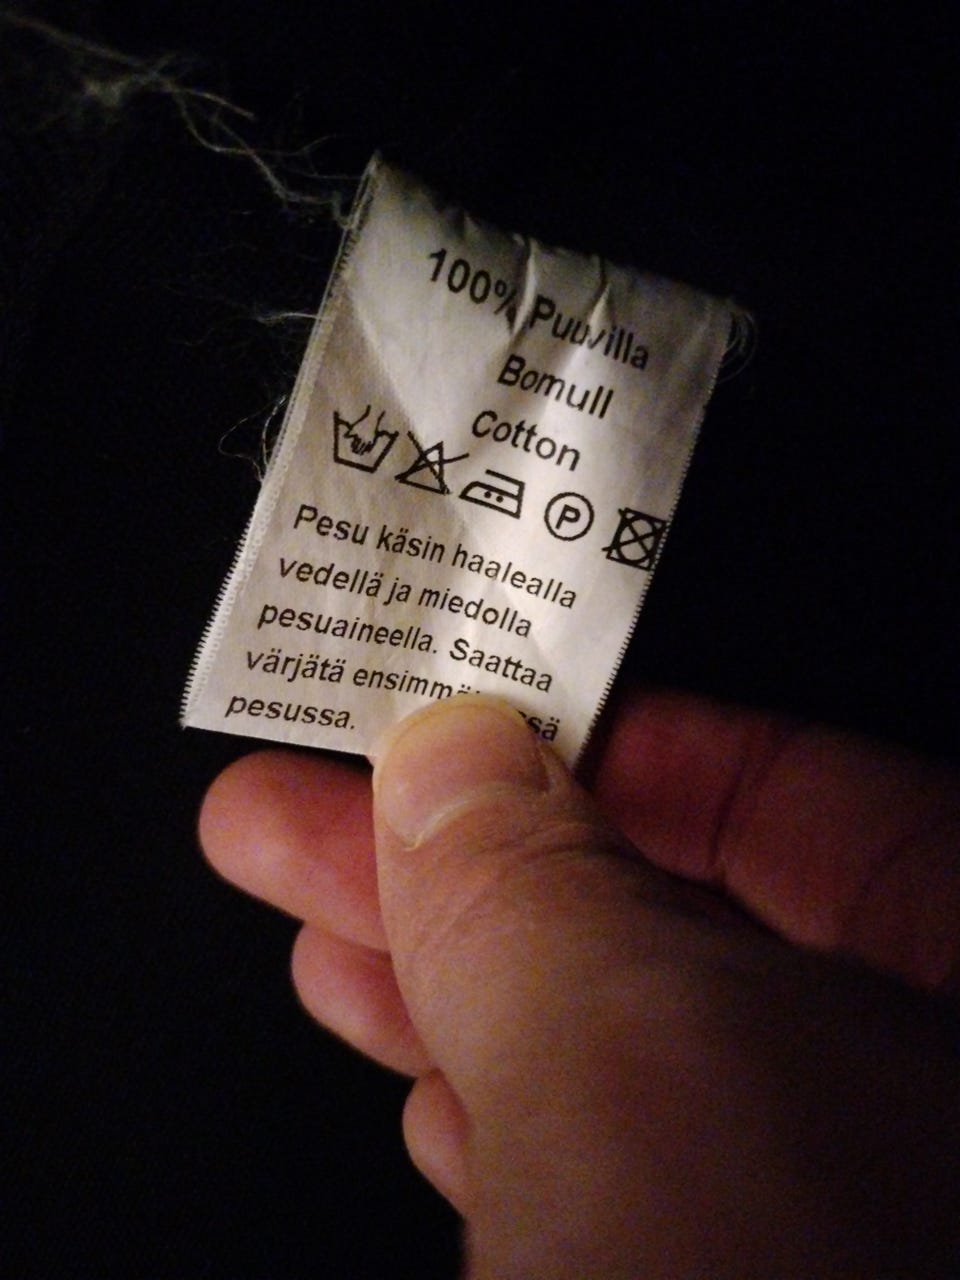 100% Puuvilla
Bomull
Cotton
P
Pesu käsin haalealla
vedellä ja miedolla
pesuaineella. Saattaa
värjätä
pesussa.